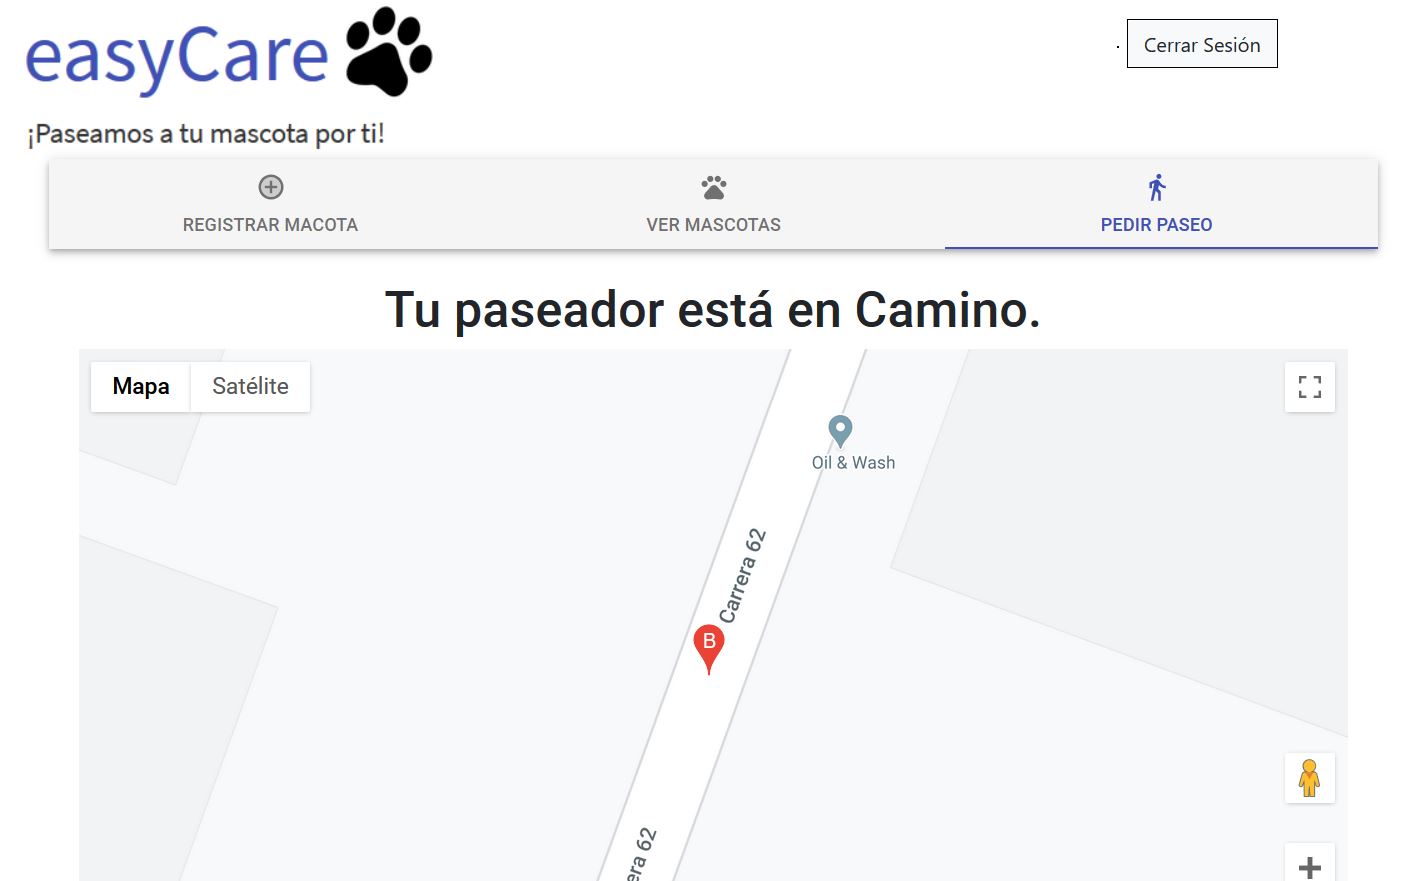 easyCare
Cerrar Sesión
¡Paseamos a tu mascota por ti!
REGISTRAR MACOTA
VER MASCOTAS
PEDIR PASEO
Tu paseador está en Camino.
Mapa
Satélite
Oil & Wash
Carrera 62
B
era 62